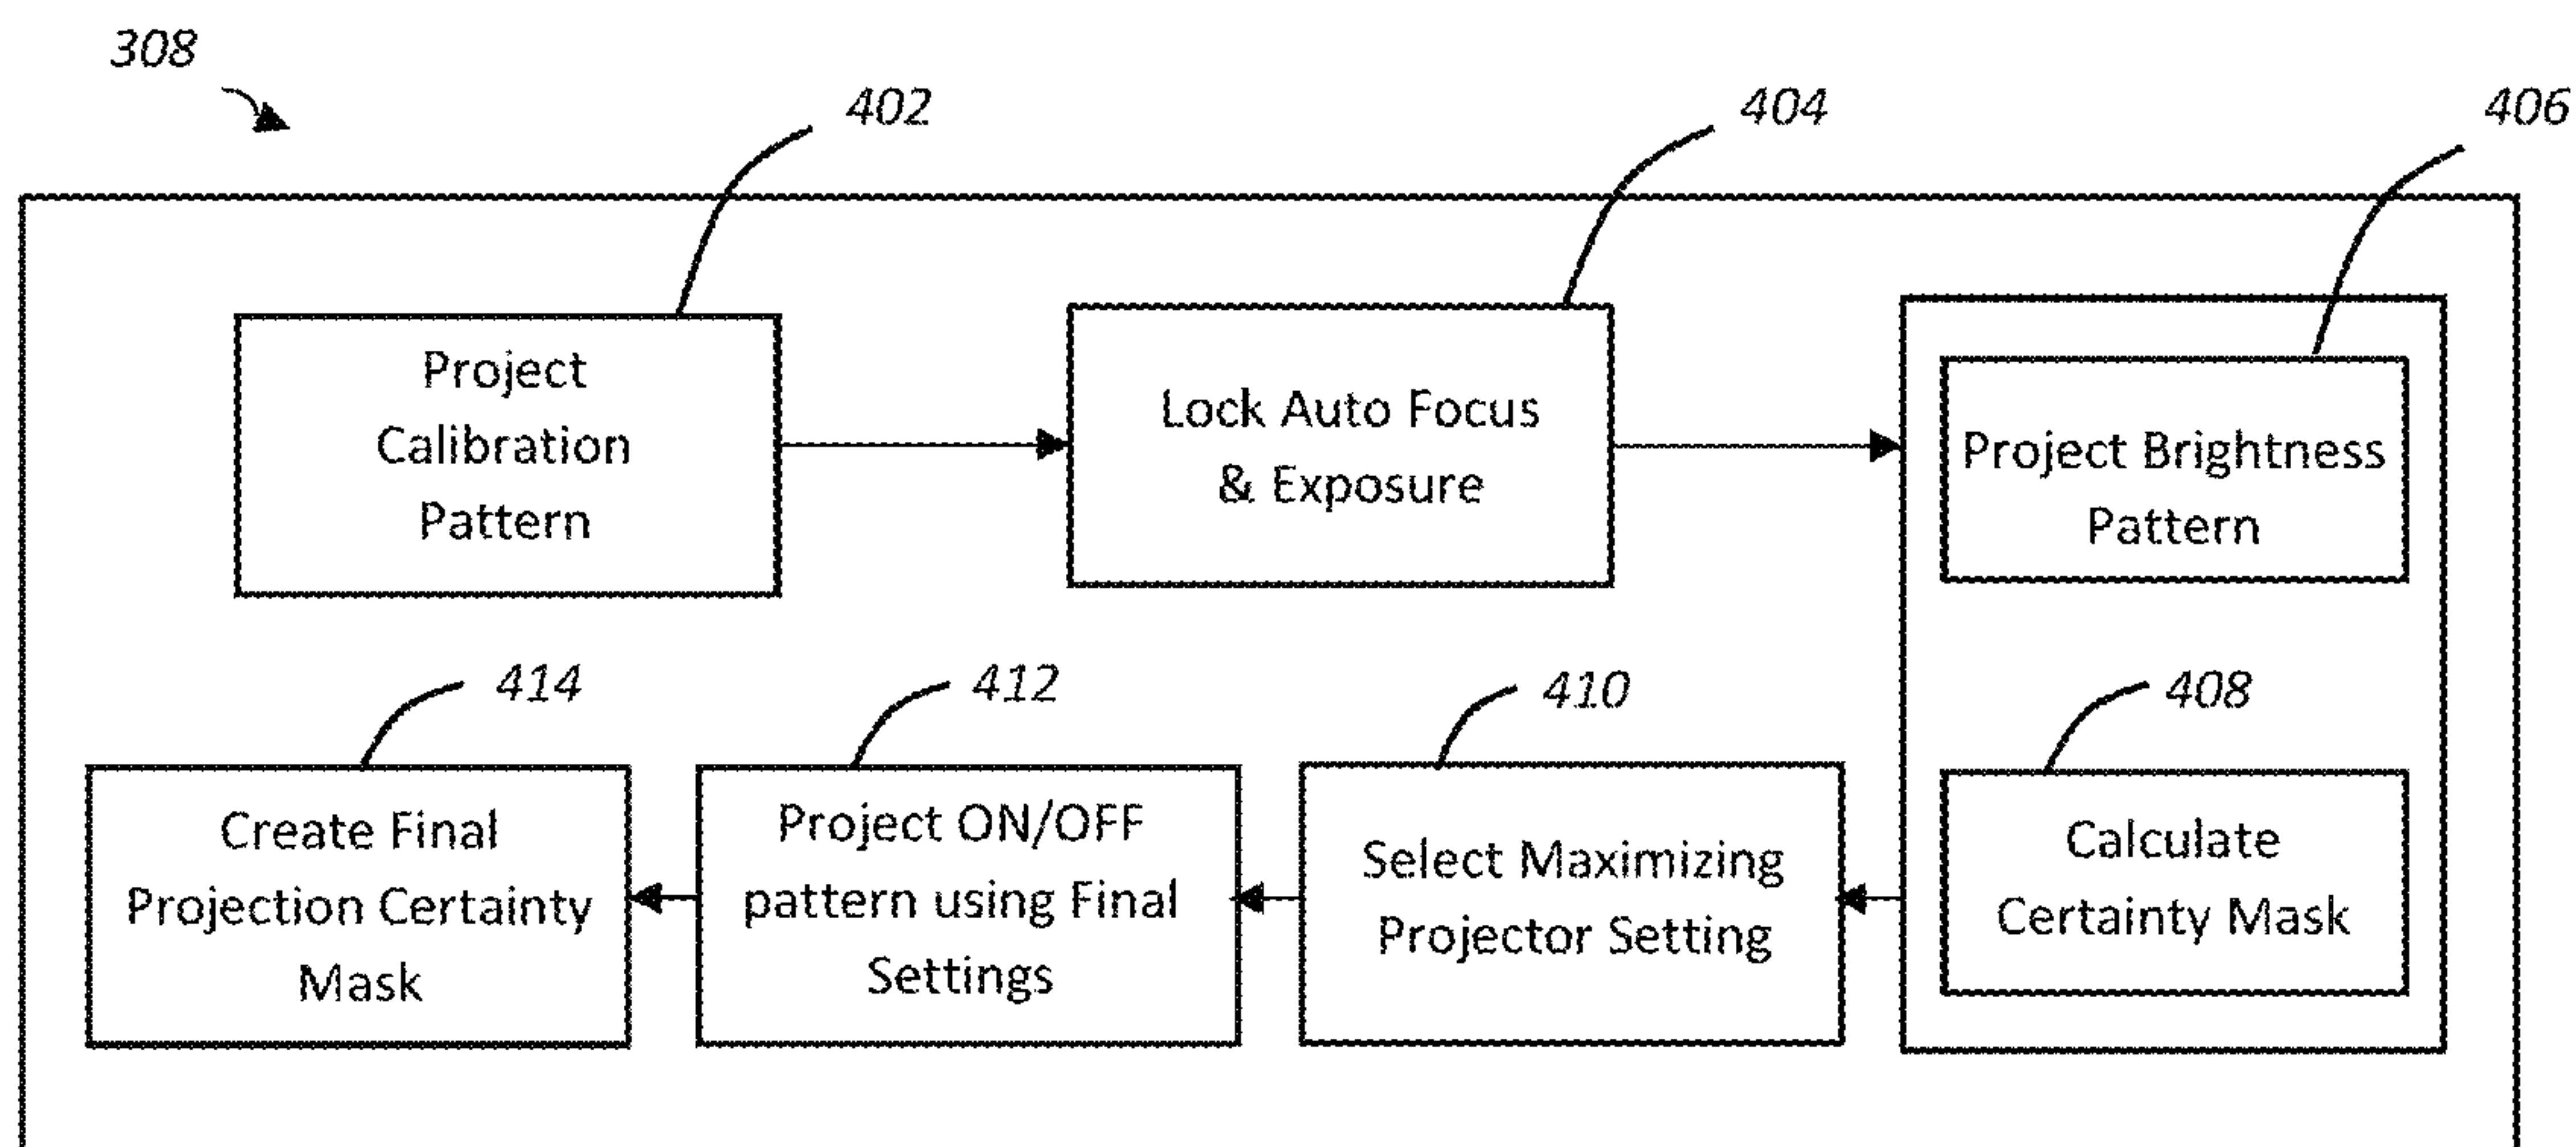 308
402
404
406
Project
Calibration
Pattern
Lock Auto Focus
& Exposure
Project Brightness
Pattern
414
412
410
408
Create Final
Projection Certainty
Mask
Project ON/OFF
pattern using Final
Settings
Select Maximizing
Projector Setting
Calculate
Certainty Mask